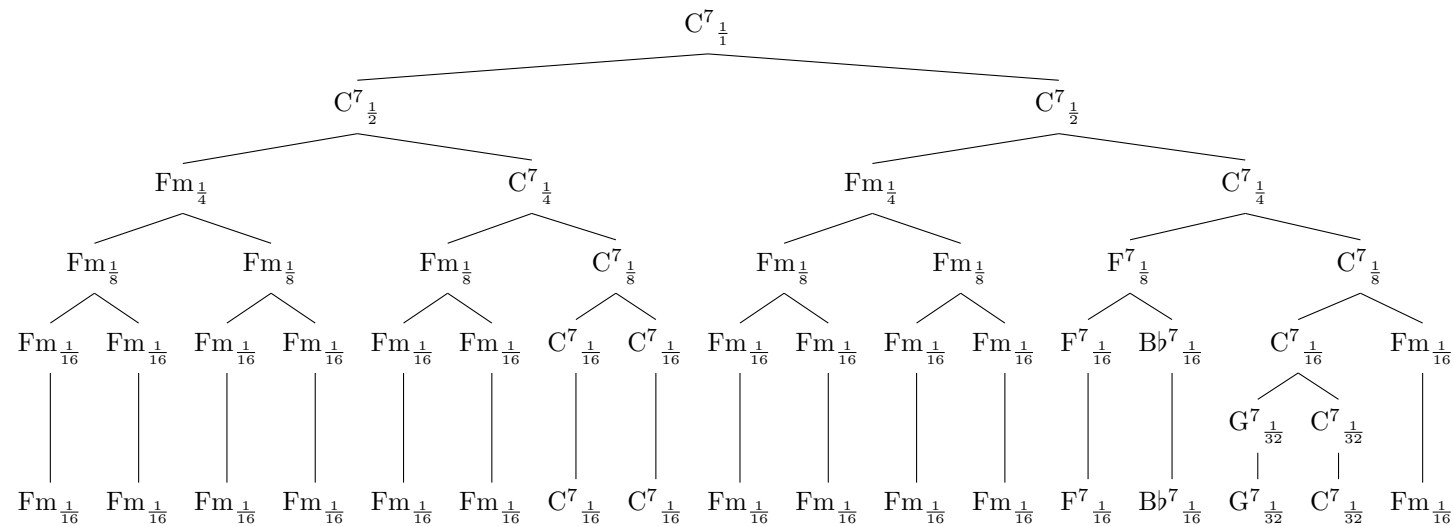 C⁷ 1/1
C⁷ 1/2 C⁷ 1/2
Fm 1/4 C⁷ 1/4 Fm 1/4 C⁷ 1/4
Fm 1/8 Fm 1/8 Fm 1/8 C⁷ 1/8 Fm 1/8 Fm 1/8 F⁷ 1/8 C⁷ 1/8
Fm 1/16 Fm 1/16 Fm 1/16 Fm 1/16 Fm 1/16 Fm 1/16 C⁷ 1/16 C⁷ 1/16 Fm 1/16 Fm 1/16 Fm 1/16 Fm 1/16 F⁷ 1/16 B♭⁷ 1/16 C⁷ 1/16 Fm 1/16
G⁷ 1/32 C⁷ 1/32
Fm 1/16 Fm 1/16 Fm 1/16 Fm 1/16 Fm 1/16 Fm 1/16 C⁷ 1/16 C⁷ 1/16 Fm 1/16 Fm 1/16 Fm 1/16 Fm 1/16 F⁷ 1/16 B♭⁷ 1/16 G⁷ 1/32 C⁷ 1/32 Fm 1/16